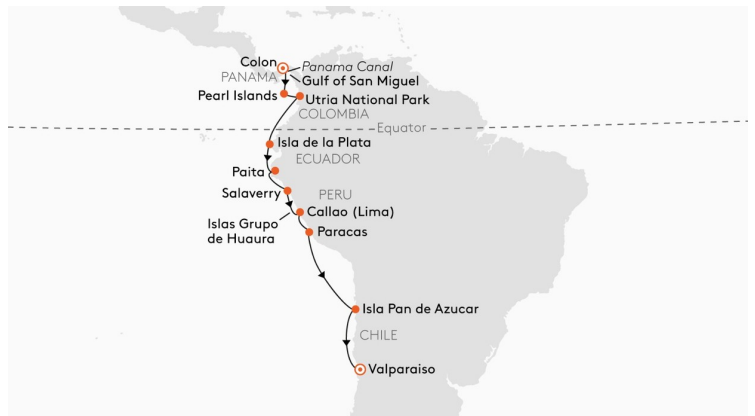 Colon
Panama Canal
PANAMA
Gulf of San Miguel
Pearl Islands
Utria National Park
COLOMBIA
Equator
Isla de la Plata
ECUADOR
Paita
Salaverry
PERU
Islas Grupo
de Huaura
Callao (Lima)
Paracas
Isla Pan de Azucar
CHILE
Valparaiso